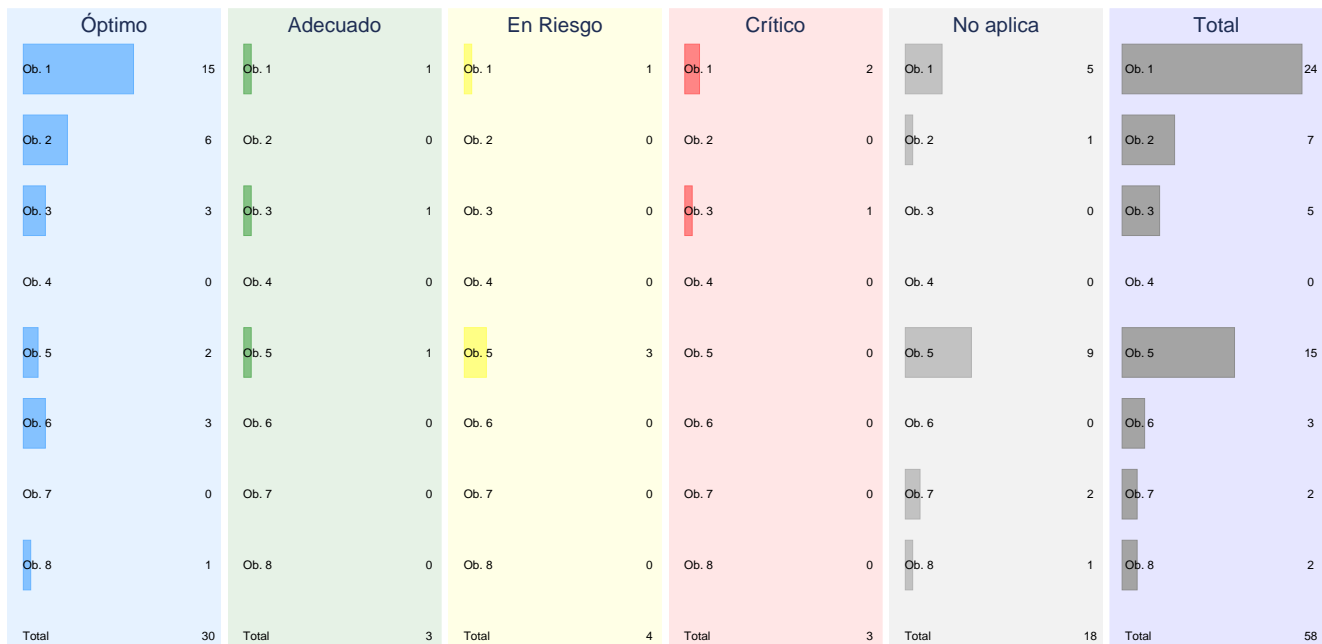 Óptimo Adecuado En Riesgo Crítico No aplica Total
Ob. 1 15 Ob. 1 1 Ob. 1 1 Ob. 1 2 Ob. 1 5 Ob. 1 24
Ob. 2 6 Ob. 2 0 Ob. 2 0 Ob. 2 0 Ob. 2 1 Ob. 2 7
Ob. 3 3 Ob. 3 1 Ob. 3 0 Ob. 3 1 Ob. 3 0 Ob. 3 5
Ob. 4 0 Ob. 4 0 Ob. 4 0 Ob. 4 0 Ob. 4 0 Ob. 4 0
Ob. 5 2 Ob. 5 1 Ob. 5 3 Ob. 5 0 Ob. 5 9 Ob. 5 15
Ob. 6 3 Ob. 6 0 Ob. 6 0 Ob. 6 0 Ob. 6 0 Ob. 6 3
Ob. 7 0 Ob. 7 0 Ob. 7 0 Ob. 7 0 Ob. 7 2 Ob. 7 2
Ob. 8 1 Ob. 8 0 Ob. 8 0 Ob. 8 0 Ob. 8 1 Ob. 8 2
Total 30 Total 3 Total 4 Total 3 Total 18 Total 58